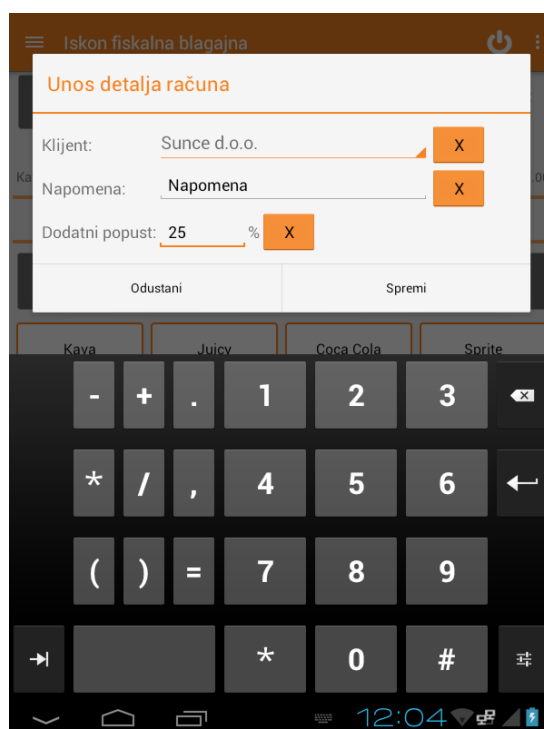 Iskon fiskalna blagajna
Unos detalja računa
Klijent: Sunce d.o.o. X
Napomena: Napomena X
Dodatni popust: 25 % X
Odustani Spremi
Kava Juicy Coca Cola Sprite
- + . 1 2 3
* / , 4 5 6
( ) = 7 8 9
* 0 #
12:04